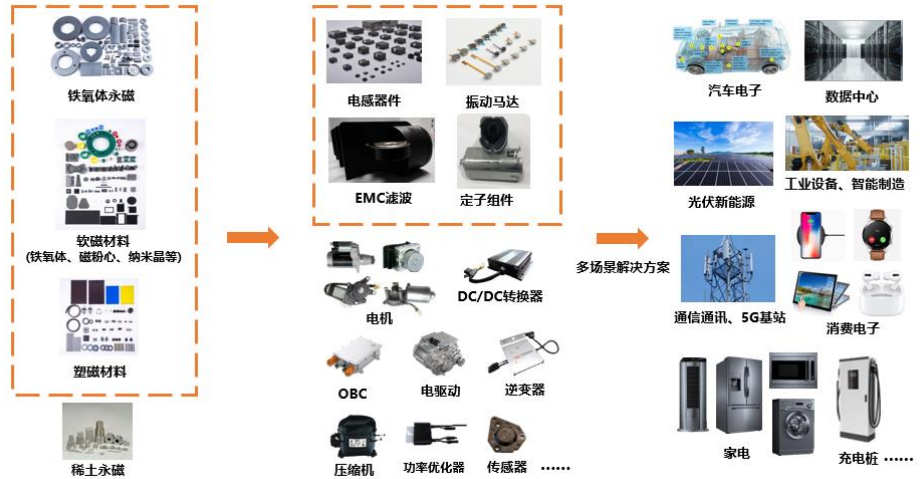 铁氧体永磁
软磁材料
(铁氧体、磁粉心、纳米晶等)
塑磁材料
稀土永磁
电感器件
振动马达
EMC滤波
定子组件
电机
DC/DC转换器
OBC
电驱动
逆变器
压缩机
功率优化器
传感器
······
多场景解决方案
汽车电子
数据中心
光伏新能源
工业设备、智能制造
通信通讯、5G基站
消费电子
家电
充电桩
······